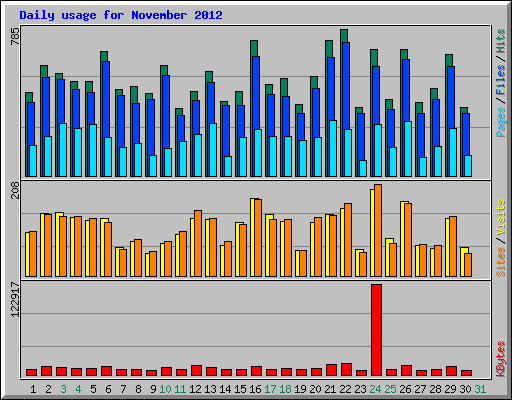 Daily usage for November 2012
785
Pages / Files / Hits
208
Sites / Visits
122917
KBytes
1 2 3 4 5 6 7 8 9 10 11 12 13 14 15 16 17 18 19 20 21 22 23 24 25 26 27 28 29 30 31